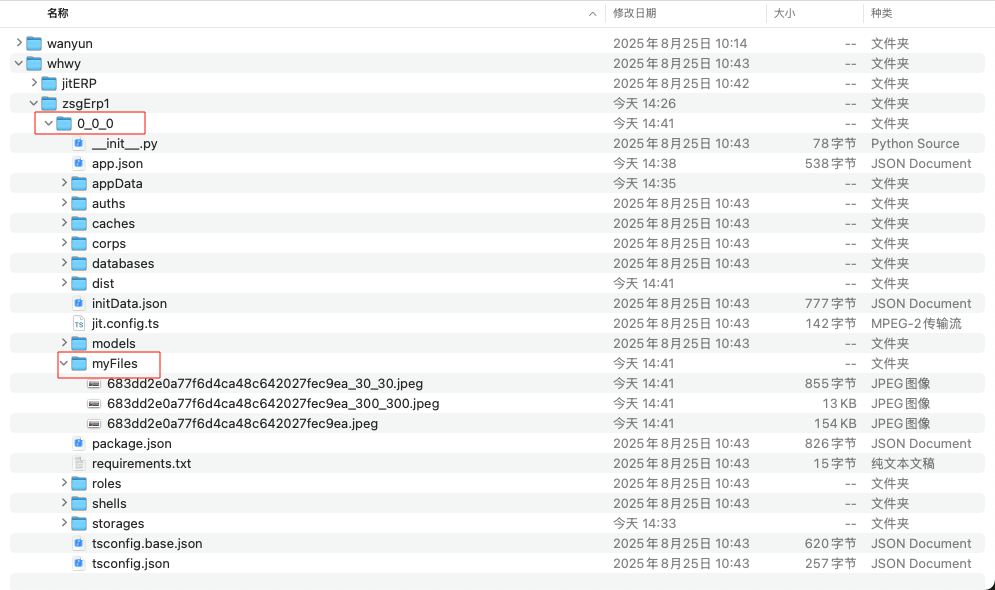 名称 修改日期 大小 种类
wanyun 2025年8月25日 10:14 -- 文件夹
whwy 2025年8月25日 10:43 -- 文件夹
jitERP 2025年8月25日 10:42 -- 文件夹
zsgErp1 今天 14:26 -- 文件夹
0_0_0 今天 14:41 -- 文件夹
__init__.py 2025年8月25日 10:43 78字节 Python Source
app.json 今天 14:38 538字节 JSON Document
appData 今天 14:35 -- 文件夹
auths 2025年8月25日 10:43 -- 文件夹
caches 2025年8月25日 10:43 -- 文件夹
corps 2025年8月25日 10:43 -- 文件夹
databases 2025年8月25日 10:43 -- 文件夹
dist 今天 14:41 -- 文件夹
initData.json 2025年8月25日 10:43 777字节 JSON Document
TS jit.config.ts 2025年8月25日 10:43 142字节 MPEG-2传输流
models 2025年8月25日 10:43 -- 文件夹
myFiles 今天 14:41 -- 文件夹
683dd2e0a77f6d4ca48c642027fec9ea_30_30.jpeg 今天 14:41 855字节 JPEG图像
683dd2e0a77f6d4ca48c642027fec9ea_300_300.jpeg 今天 14:41 13 KB JPEG图像
683dd2e0a77f6d4ca48c642027fec9ea.jpeg 今天 14:41 154 KB JPEG图像
package.json 2025年8月25日 10:43 826字节 JSON Document
requirements.txt 2025年8月25日 10:43 15字节 纯文本文稿
roles 2025年8月25日 10:43 -- 文件夹
shells 2025年8月25日 10:43 -- 文件夹
storages 今天 14:33 -- 文件夹
tsconfig.base.json 2025年8月25日 10:43 620字节 JSON Document
tsconfig.json 2025年8月25日 10:43 257字节 JSON Document